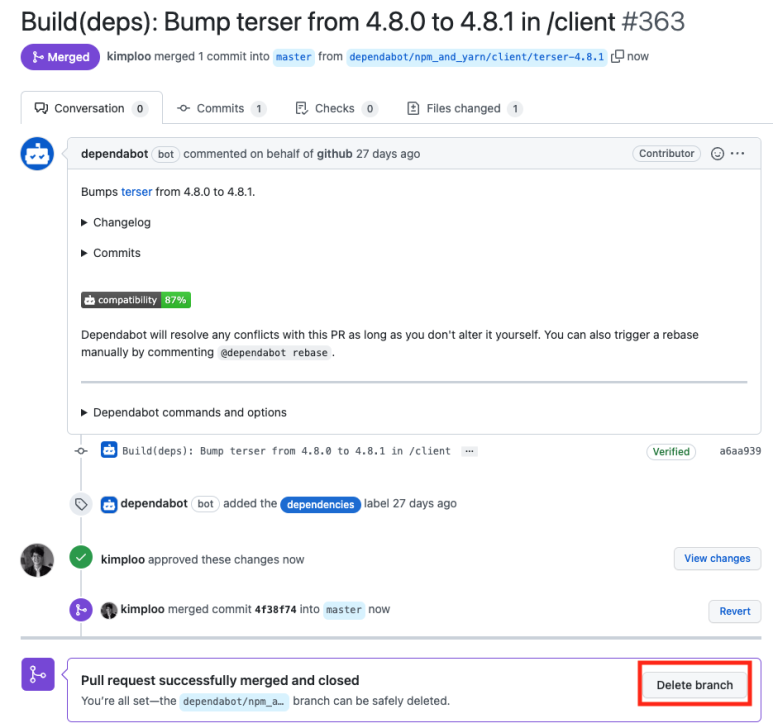 Build(deps): Bump terser from 4.8.0 to 4.8.1 in /client #363
Merged kimploo merged 1 commit into master from dependabot/npm_and_yarn/client/terser-4.8.1 now
Conversation 0 Commits 1 Checks 0 Files changed 1
dependabot bot commented on behalf of github 27 days ago Contributor ···
Bumps terser from 4.8.0 to 4.8.1.
Changelog
Commits
compatibility 87%
Dependabot will resolve any conflicts with this PR as long as you don't alter it yourself. You can also trigger a rebase
manually by commenting @dependabot rebase .
Dependabot commands and options
Build(deps): Bump terser from 4.8.0 to 4.8.1 in /client ··· Verified a6aa939
dependabot bot added the dependencies label 27 days ago
kimploo approved these changes now View changes
kimploo merged commit 4f38f74 into master now Revert
Pull request successfully merged and closed
You're all set—the dependabot/npm_a… branch can be safely deleted.
Delete branch